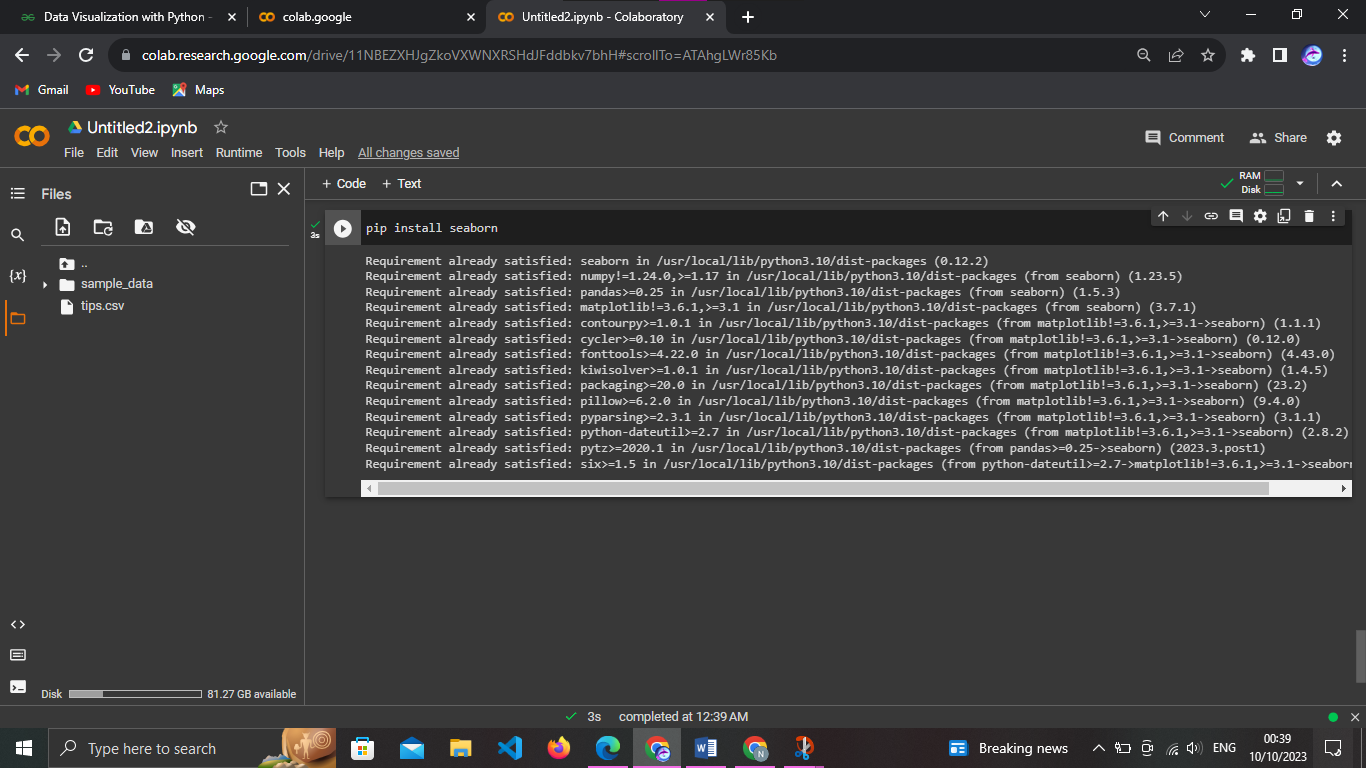 Data Visualization with Python -
colab.google
Untitled2.ipynb - Colaboratory
colab.research.google.com/drive/11NBEZXHJgZkoVXWNXRSHdJFddbkv7bhH#scrollTo=ATAhgLWr85Kb
Gmail YouTube Maps
Untitled2.ipynb
Comment Share
File Edit View Insert Runtime Tools Help All changes saved
Files
+ Code + Text
RAM
Disk
..
sample_data
tips.csv
{x}
3s
pip install seaborn
Requirement already satisfied: seaborn in /usr/local/lib/python3.10/dist-packages (0.12.2)
Requirement already satisfied: numpy!=1.24.0,>=1.17 in /usr/local/lib/python3.10/dist-packages (from seaborn) (1.23.5)
Requirement already satisfied: pandas>=0.25 in /usr/local/lib/python3.10/dist-packages (from seaborn) (1.5.3)
Requirement already satisfied: matplotlib!=3.6.1,>=3.1 in /usr/local/lib/python3.10/dist-packages (from seaborn) (3.7.1)
Requirement already satisfied: contourpy>=1.0.1 in /usr/local/lib/python3.10/dist-packages (from matplotlib!=3.6.1,>=3.1->seaborn) (1.1.1)
Requirement already satisfied: cycler>=0.10 in /usr/local/lib/python3.10/dist-packages (from matplotlib!=3.6.1,>=3.1->seaborn) (0.12.0)
Requirement already satisfied: fonttools>=4.22.0 in /usr/local/lib/python3.10/dist-packages (from matplotlib!=3.6.1,>=3.1->seaborn) (4.43.0)
Requirement already satisfied: kiwisolver>=1.0.1 in /usr/local/lib/python3.10/dist-packages (from matplotlib!=3.6.1,>=3.1->seaborn) (1.4.5)
Requirement already satisfied: packaging>=20.0 in /usr/local/lib/python3.10/dist-packages (from matplotlib!=3.6.1,>=3.1->seaborn) (23.2)
Requirement already satisfied: pillow>=6.2.0 in /usr/local/lib/python3.10/dist-packages (from matplotlib!=3.6.1,>=3.1->seaborn) (9.4.0)
Requirement already satisfied: pyparsing>=2.3.1 in /usr/local/lib/python3.10/dist-packages (from matplotlib!=3.6.1,>=3.1->seaborn) (3.1.1)
Requirement already satisfied: python-dateutil>=2.7 in /usr/local/lib/python3.10/dist-packages (from matplotlib!=3.6.1,>=3.1->seaborn) (2.8.2)
Requirement already satisfied: pytz>=2020.1 in /usr/local/lib/python3.10/dist-packages (from pandas>=0.25->seaborn) (2023.3.post1)
Requirement already satisfied: six>=1.5 in /usr/local/lib/python3.10/dist-packages (from python-dateutil>=2.7->matplotlib!=3.6.1,>=3.1->seaborn
Disk 81.27 GB available
3s completed at 12:39 AM
Type here to search
Breaking news
ENG
00:39
10/10/2023